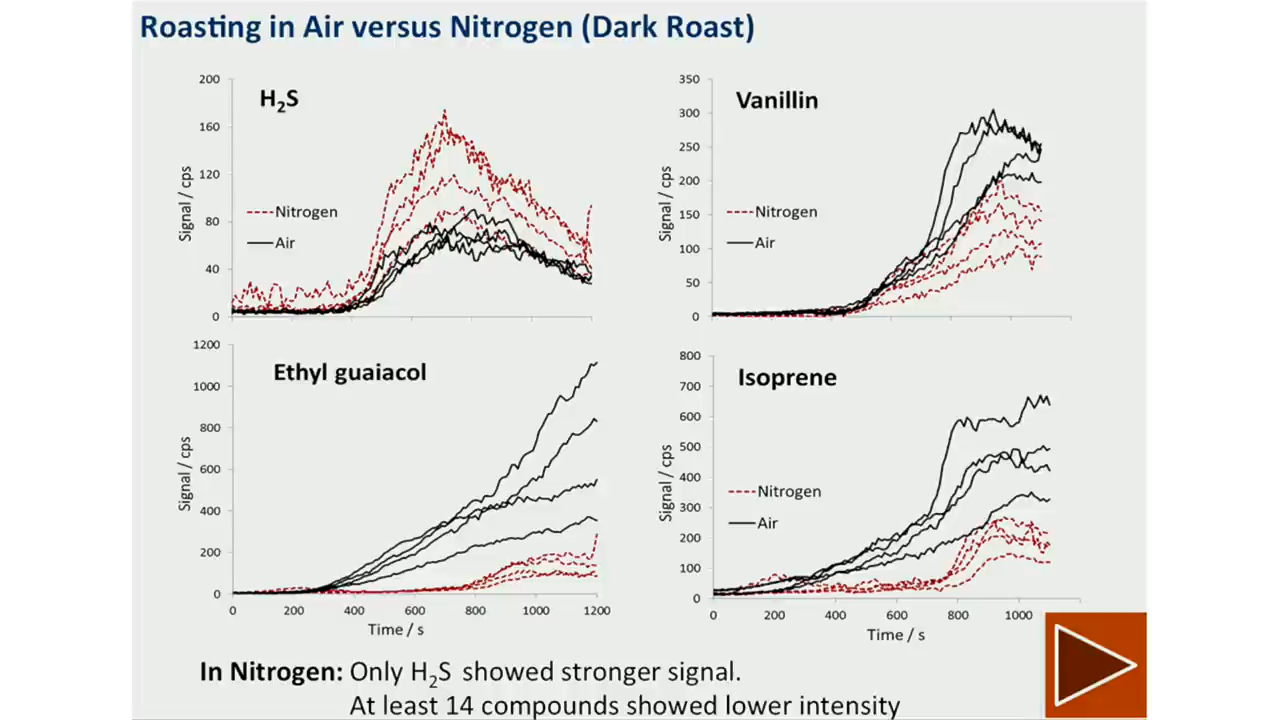 Roasting in Air versus Nitrogen (Dark Roast)
H₂S
200
160
120
80
40
0
Signal / cps
Nitrogen
Air
Vanillin
350
300
250
200
150
100
50
0
Signal / cps
Nitrogen
Air
Ethyl guaiacol
1200
1000
800
600
400
200
0
Signal / cps
0 200 400 600 800 1000 1200
Time / s
Isoprene
800
700
600
500
400
300
200
100
0
Signal / cps
Nitrogen
Air
0 200 400 600 800 1000
Time / s
In Nitrogen: Only H₂S showed stronger signal.
At least 14 compounds showed lower intensity